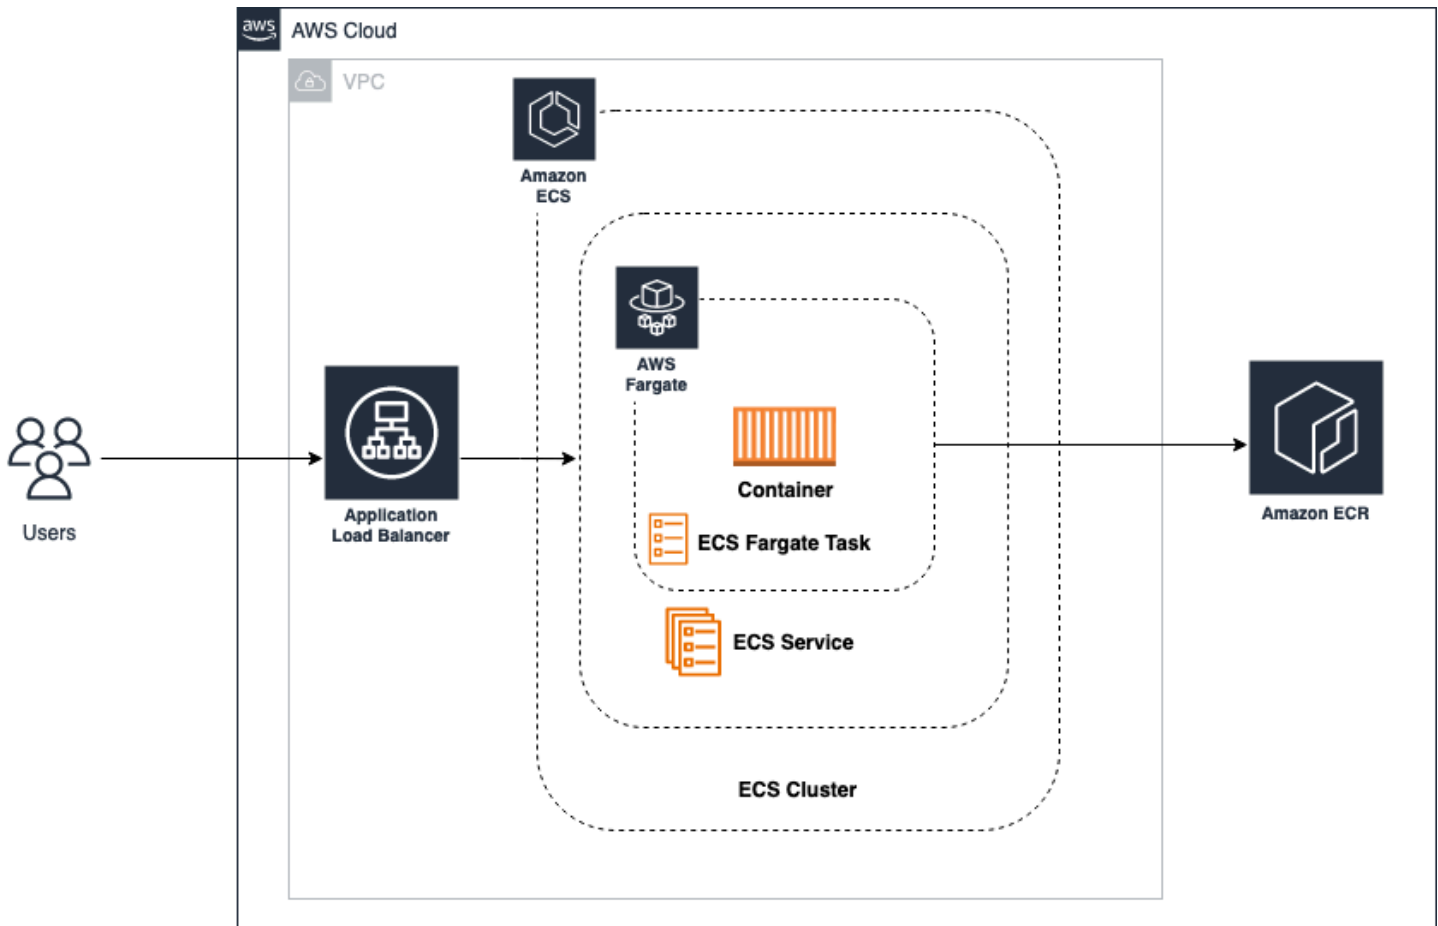 aws
AWS Cloud
VPC
Amazon
ECS
AWS
Fargate
Container
ECS Fargate Task
ECS Service
ECS Cluster
Application
Load Balancer
Users
Amazon ECR